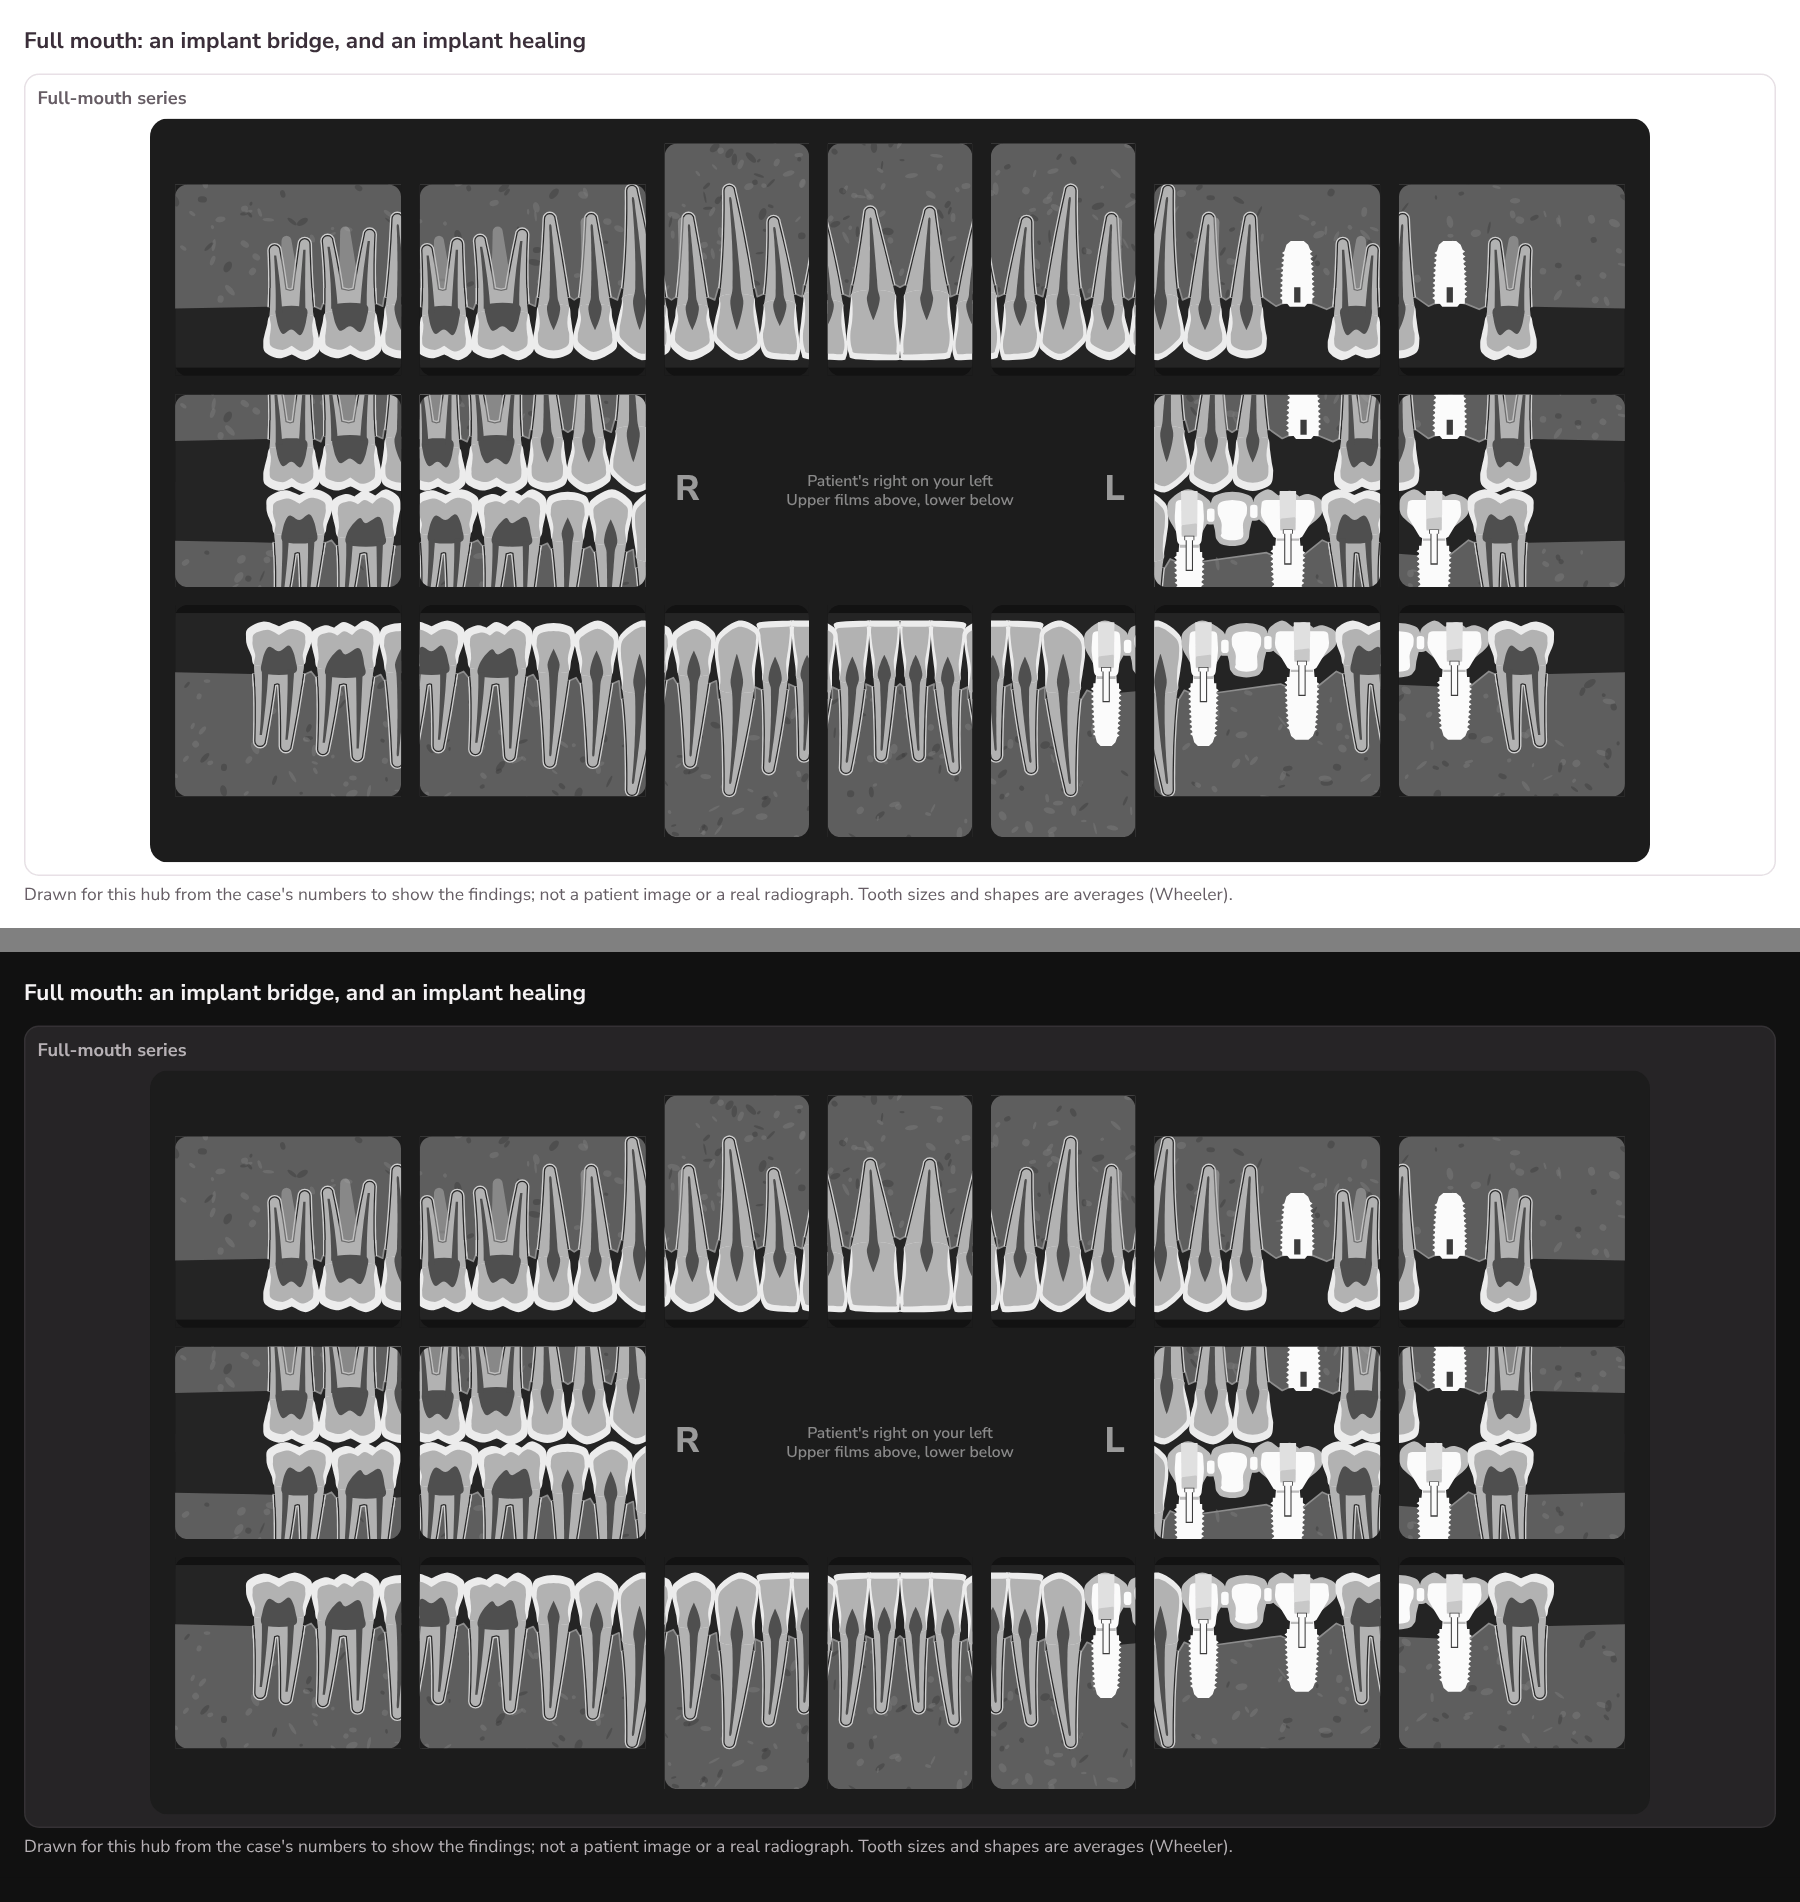 Full mouth: an implant bridge, and an implant healing
Full-mouth series
R
Patient's right on your left
Upper films above, lower below
L
Drawn for this hub from the case's numbers to show the findings; not a patient image or a real radiograph. Tooth sizes and shapes are averages (Wheeler).
Full mouth: an implant bridge, and an implant healing
Full-mouth series
R
Patient's right on your left
Upper films above, lower below
L
Drawn for this hub from the case's numbers to show the findings; not a patient image or a real radiograph. Tooth sizes and shapes are averages (Wheeler).